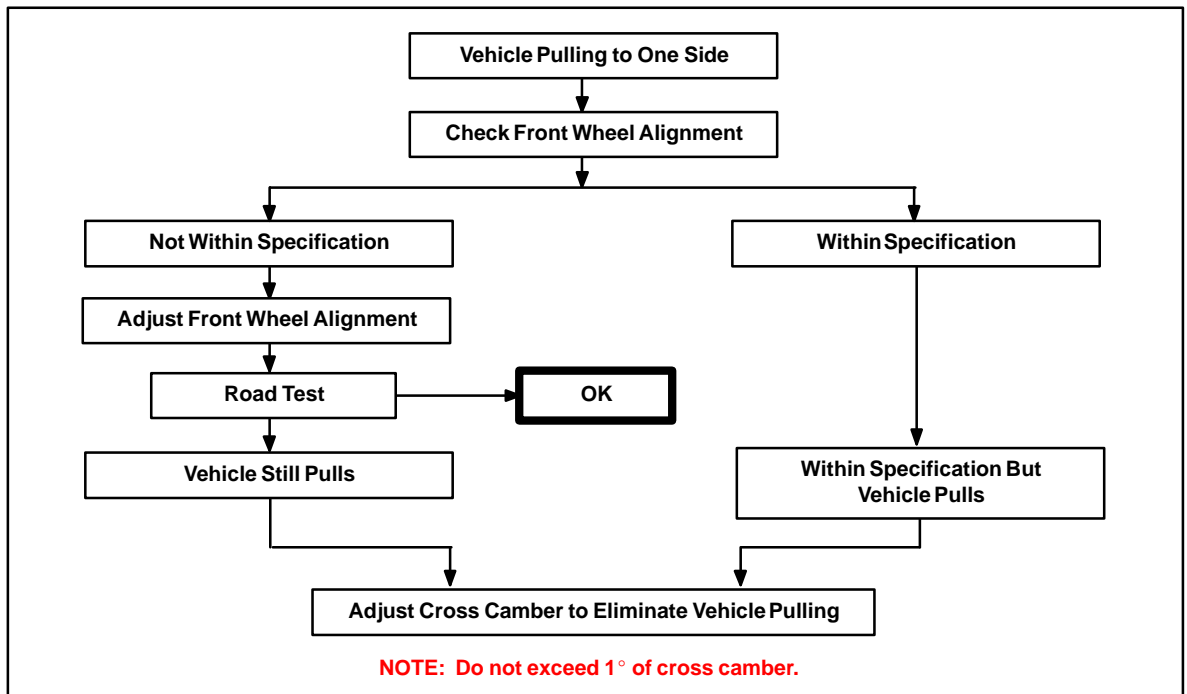 Vehicle Pulling to One Side
Check Front Wheel Alignment
Not Within Specification
Within Specification
Adjust Front Wheel Alignment
Road Test
OK
Vehicle Still Pulls
Within Specification But
Vehicle Pulls
Adjust Cross Camber to Eliminate Vehicle Pulling
NOTE: Do not exceed 1° of cross camber.